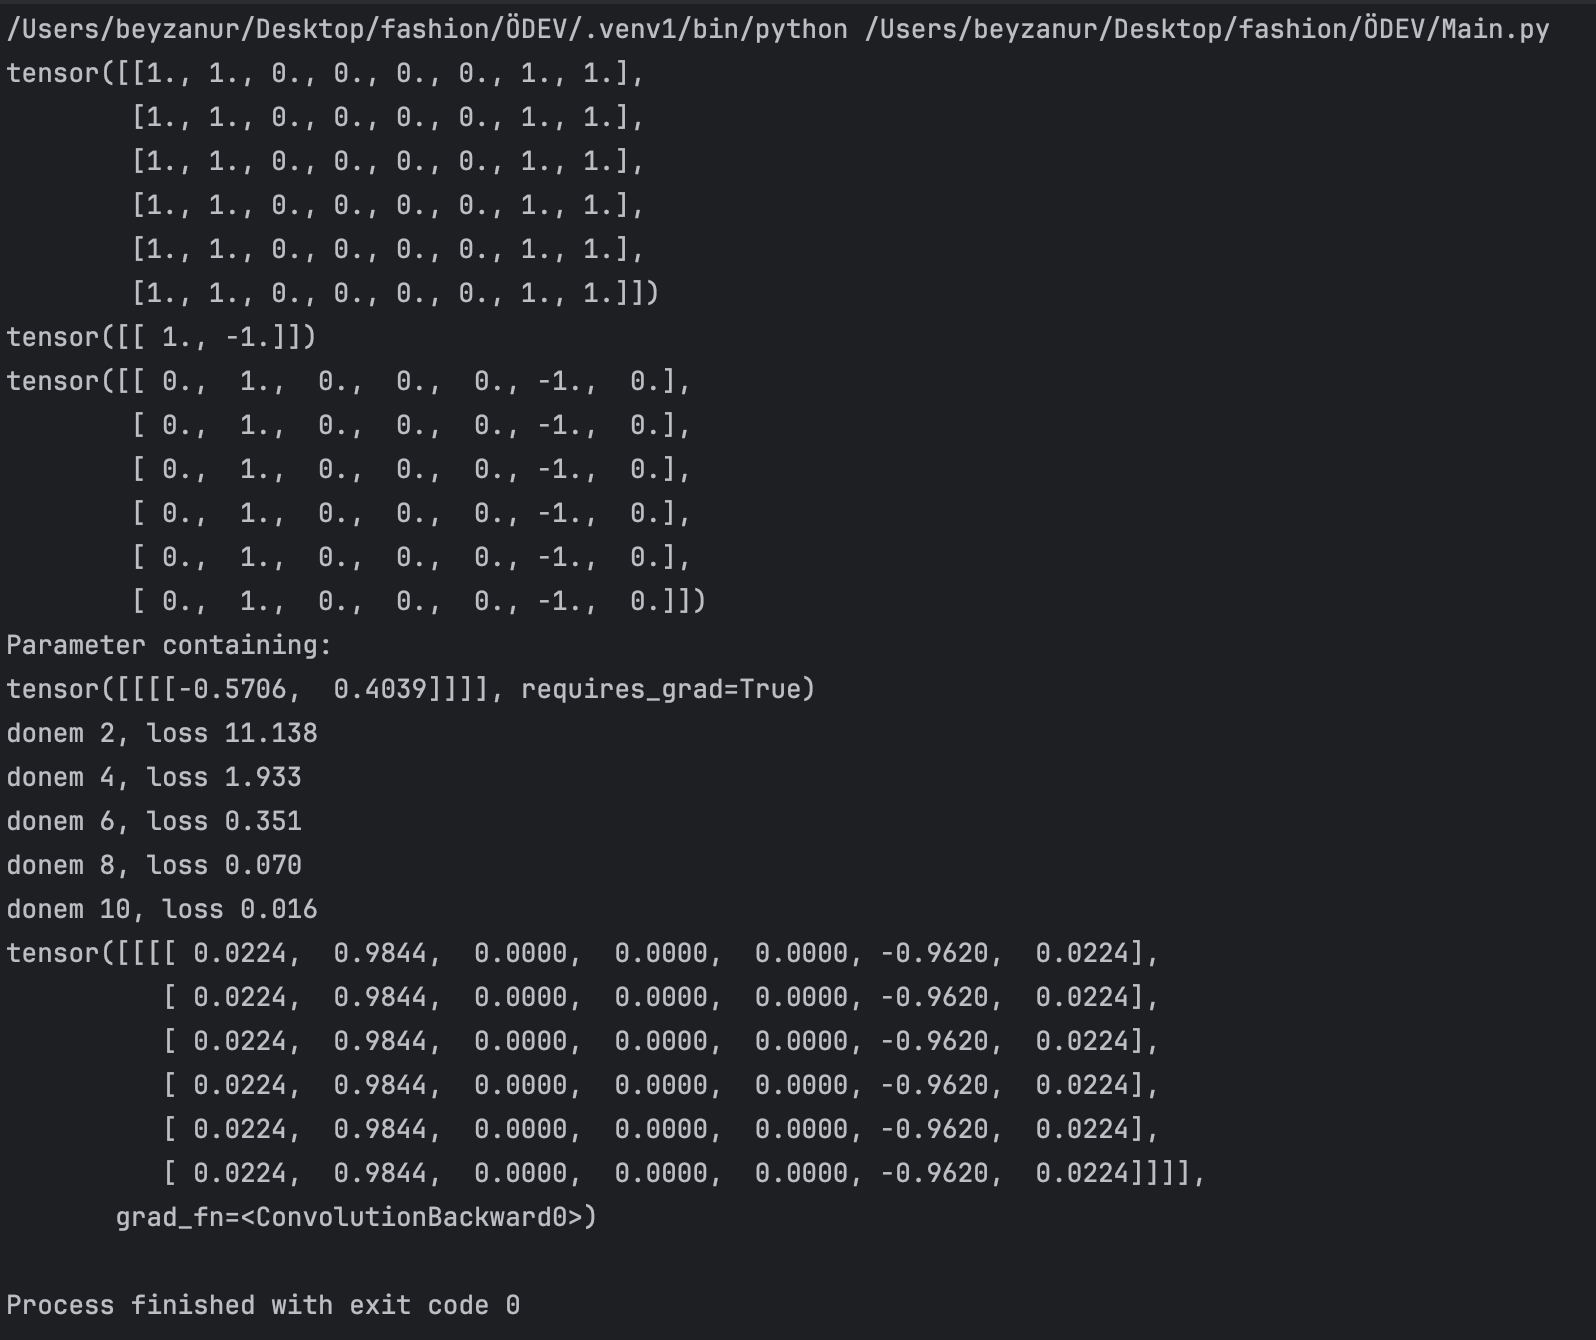 /Users/beyzanur/Desktop/fashion/ÖDEV/.venv1/bin/python /Users/beyzanur/Desktop/fashion/ÖDEV/Main.py
tensor([[1., 1., 0., 0., 0., 0., 1., 1.],
        [1., 1., 0., 0., 0., 0., 1., 1.],
        [1., 1., 0., 0., 0., 0., 1., 1.],
        [1., 1., 0., 0., 0., 0., 1., 1.],
        [1., 1., 0., 0., 0., 0., 1., 1.],
        [1., 1., 0., 0., 0., 0., 1., 1.]])
tensor([[ 1., -1.]])
tensor([[ 0.,  1.,  0.,  0.,  0., -1.,  0.],
        [ 0.,  1.,  0.,  0.,  0., -1.,  0.],
        [ 0.,  1.,  0.,  0.,  0., -1.,  0.],
        [ 0.,  1.,  0.,  0.,  0., -1.,  0.],
        [ 0.,  1.,  0.,  0.,  0., -1.,  0.],
        [ 0.,  1.,  0.,  0.,  0., -1.,  0.]])
Parameter containing:
tensor([[[[-0.5706,  0.4039]]]], requires_grad=True)
donem 2, loss 11.138
donem 4, loss 1.933
donem 6, loss 0.351
donem 8, loss 0.070
donem 10, loss 0.016
tensor([[[[ 0.0224,  0.9844,  0.0000,  0.0000,  0.0000, -0.9620,  0.0224],
          [ 0.0224,  0.9844,  0.0000,  0.0000,  0.0000, -0.9620,  0.0224],
          [ 0.0224,  0.9844,  0.0000,  0.0000,  0.0000, -0.9620,  0.0224],
          [ 0.0224,  0.9844,  0.0000,  0.0000,  0.0000, -0.9620,  0.0224],
          [ 0.0224,  0.9844,  0.0000,  0.0000,  0.0000, -0.9620,  0.0224],
          [ 0.0224,  0.9844,  0.0000,  0.0000,  0.0000, -0.9620,  0.0224]]]],
       grad_fn=<ConvolutionBackward0>)
Process finished with exit code 0